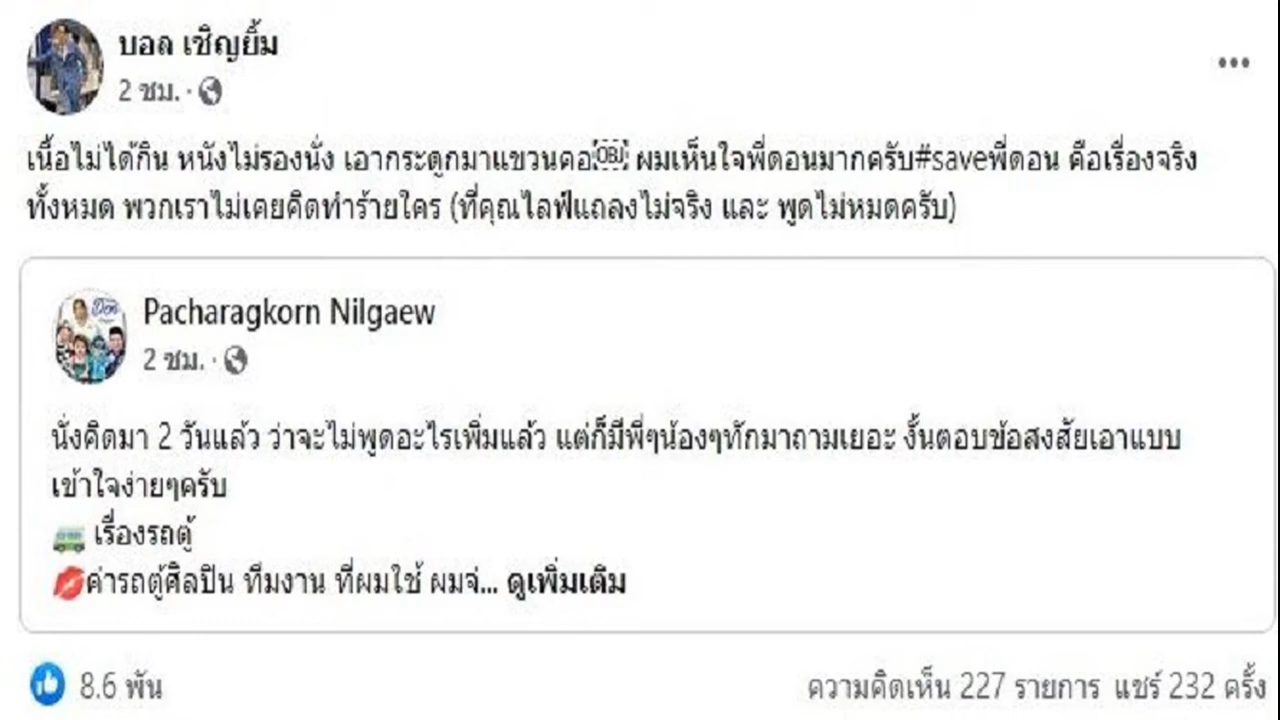 บอล เชิญยิ้ม
2 ชม. ·
เนื้อไม่ได้กิน หนังไม่รองนั่ง เอากระดูกมาแขวนคอ￼ ผมเห็นใจพี่ดอนมากครับ#saveพี่ดอน คือเรื่องจริง
ทั้งหมด พวกเราไม่เคยคิดทำร้ายใคร (ที่คุณไลฟ์แถลงไม่จริง และ พูดไม่หมดครับ)
Pacharagkorn Nilgaew
2 ชม. ·
นั่งคิดมา 2 วันแล้ว ว่าจะไม่พูดอะไรเพิ่มแล้ว แต่ก็มีพี่ๆน้องๆทักมาถามเยอะ งั้นตอบข้อสงสัยเอาแบบ
เข้าใจง่ายๆครับ
🚐 เรื่องรถตู้
💋ค่ารถตู้ศิลปิน ทีมงาน ที่ผมใช้ ผมจ่... ดูเพิ่มเติม
8.6 พัน
ความคิดเห็น 227 รายการ แชร์ 232 ครั้ง